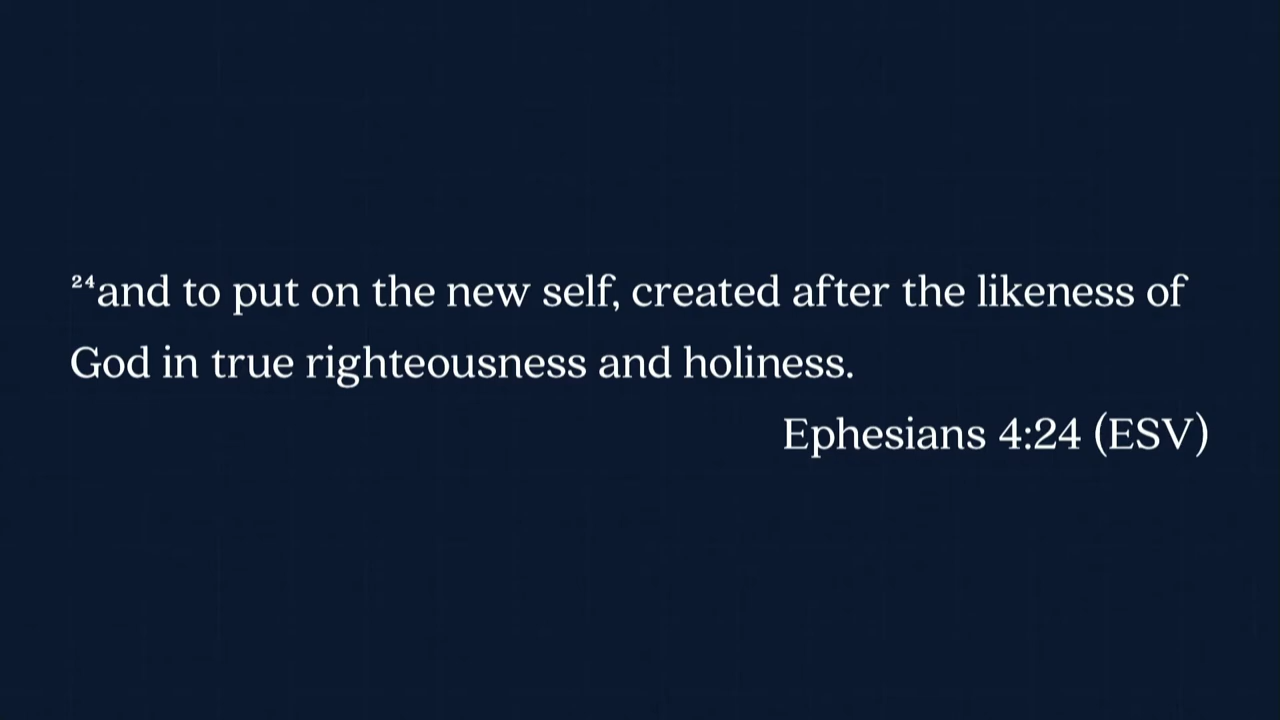 ²⁴and to put on the new self, created after the likeness of
God in true righteousness and holiness.
Ephesians 4:24 (ESV)